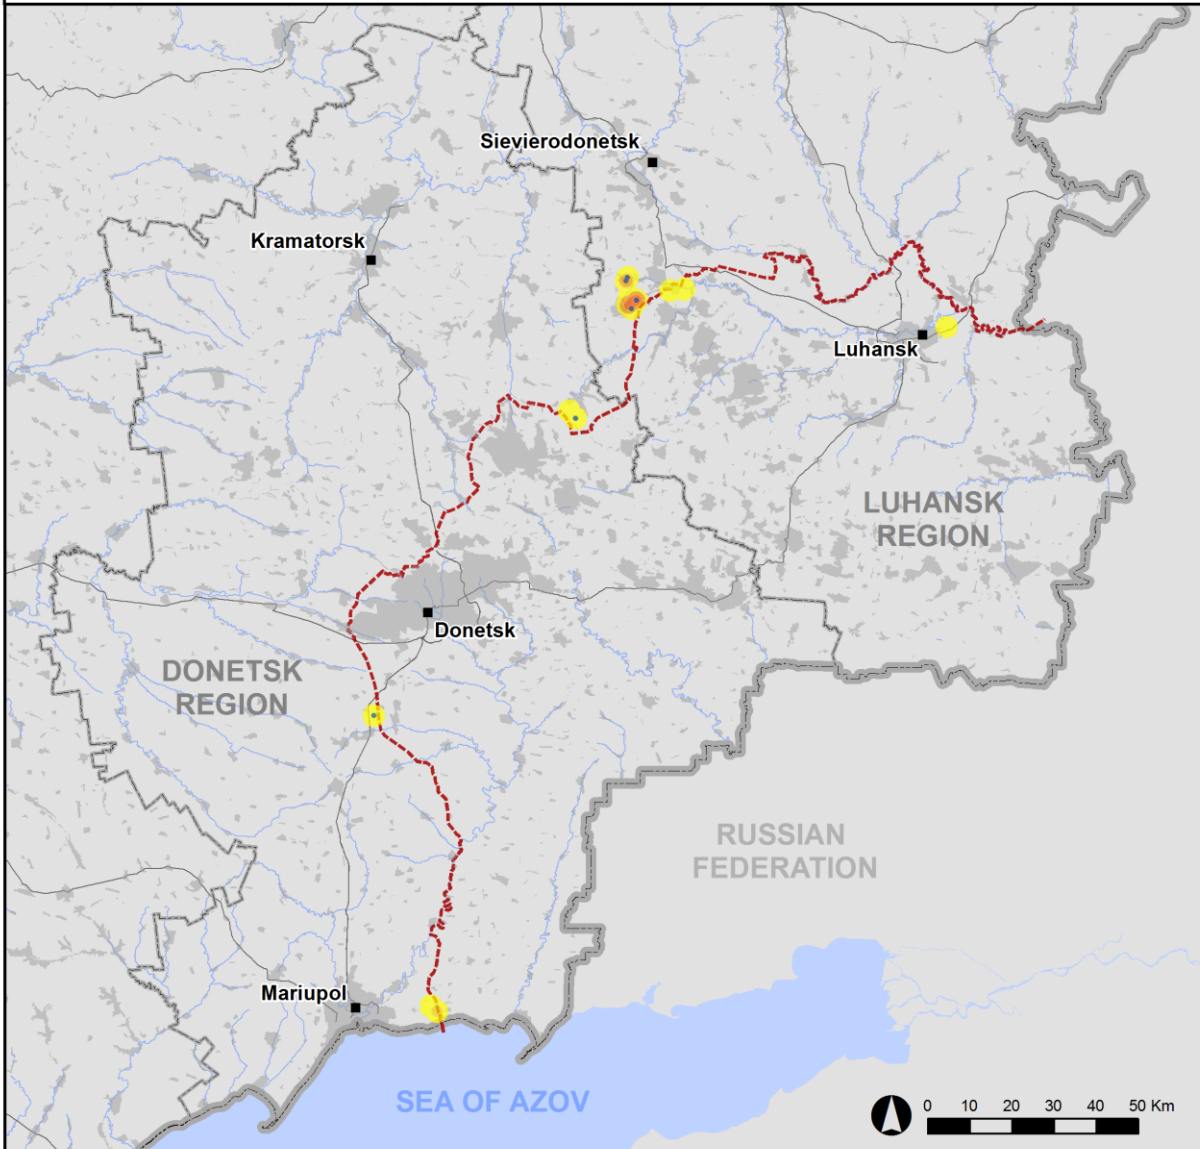 Sievierodonetsk
Kramatorsk
Luhansk
LUHANSK
REGION
Donetsk
DONETSK
REGION
RUSSIAN
FEDERATION
Mariupol
SEA OF AZOV
0 10 20 30 40 50 Km